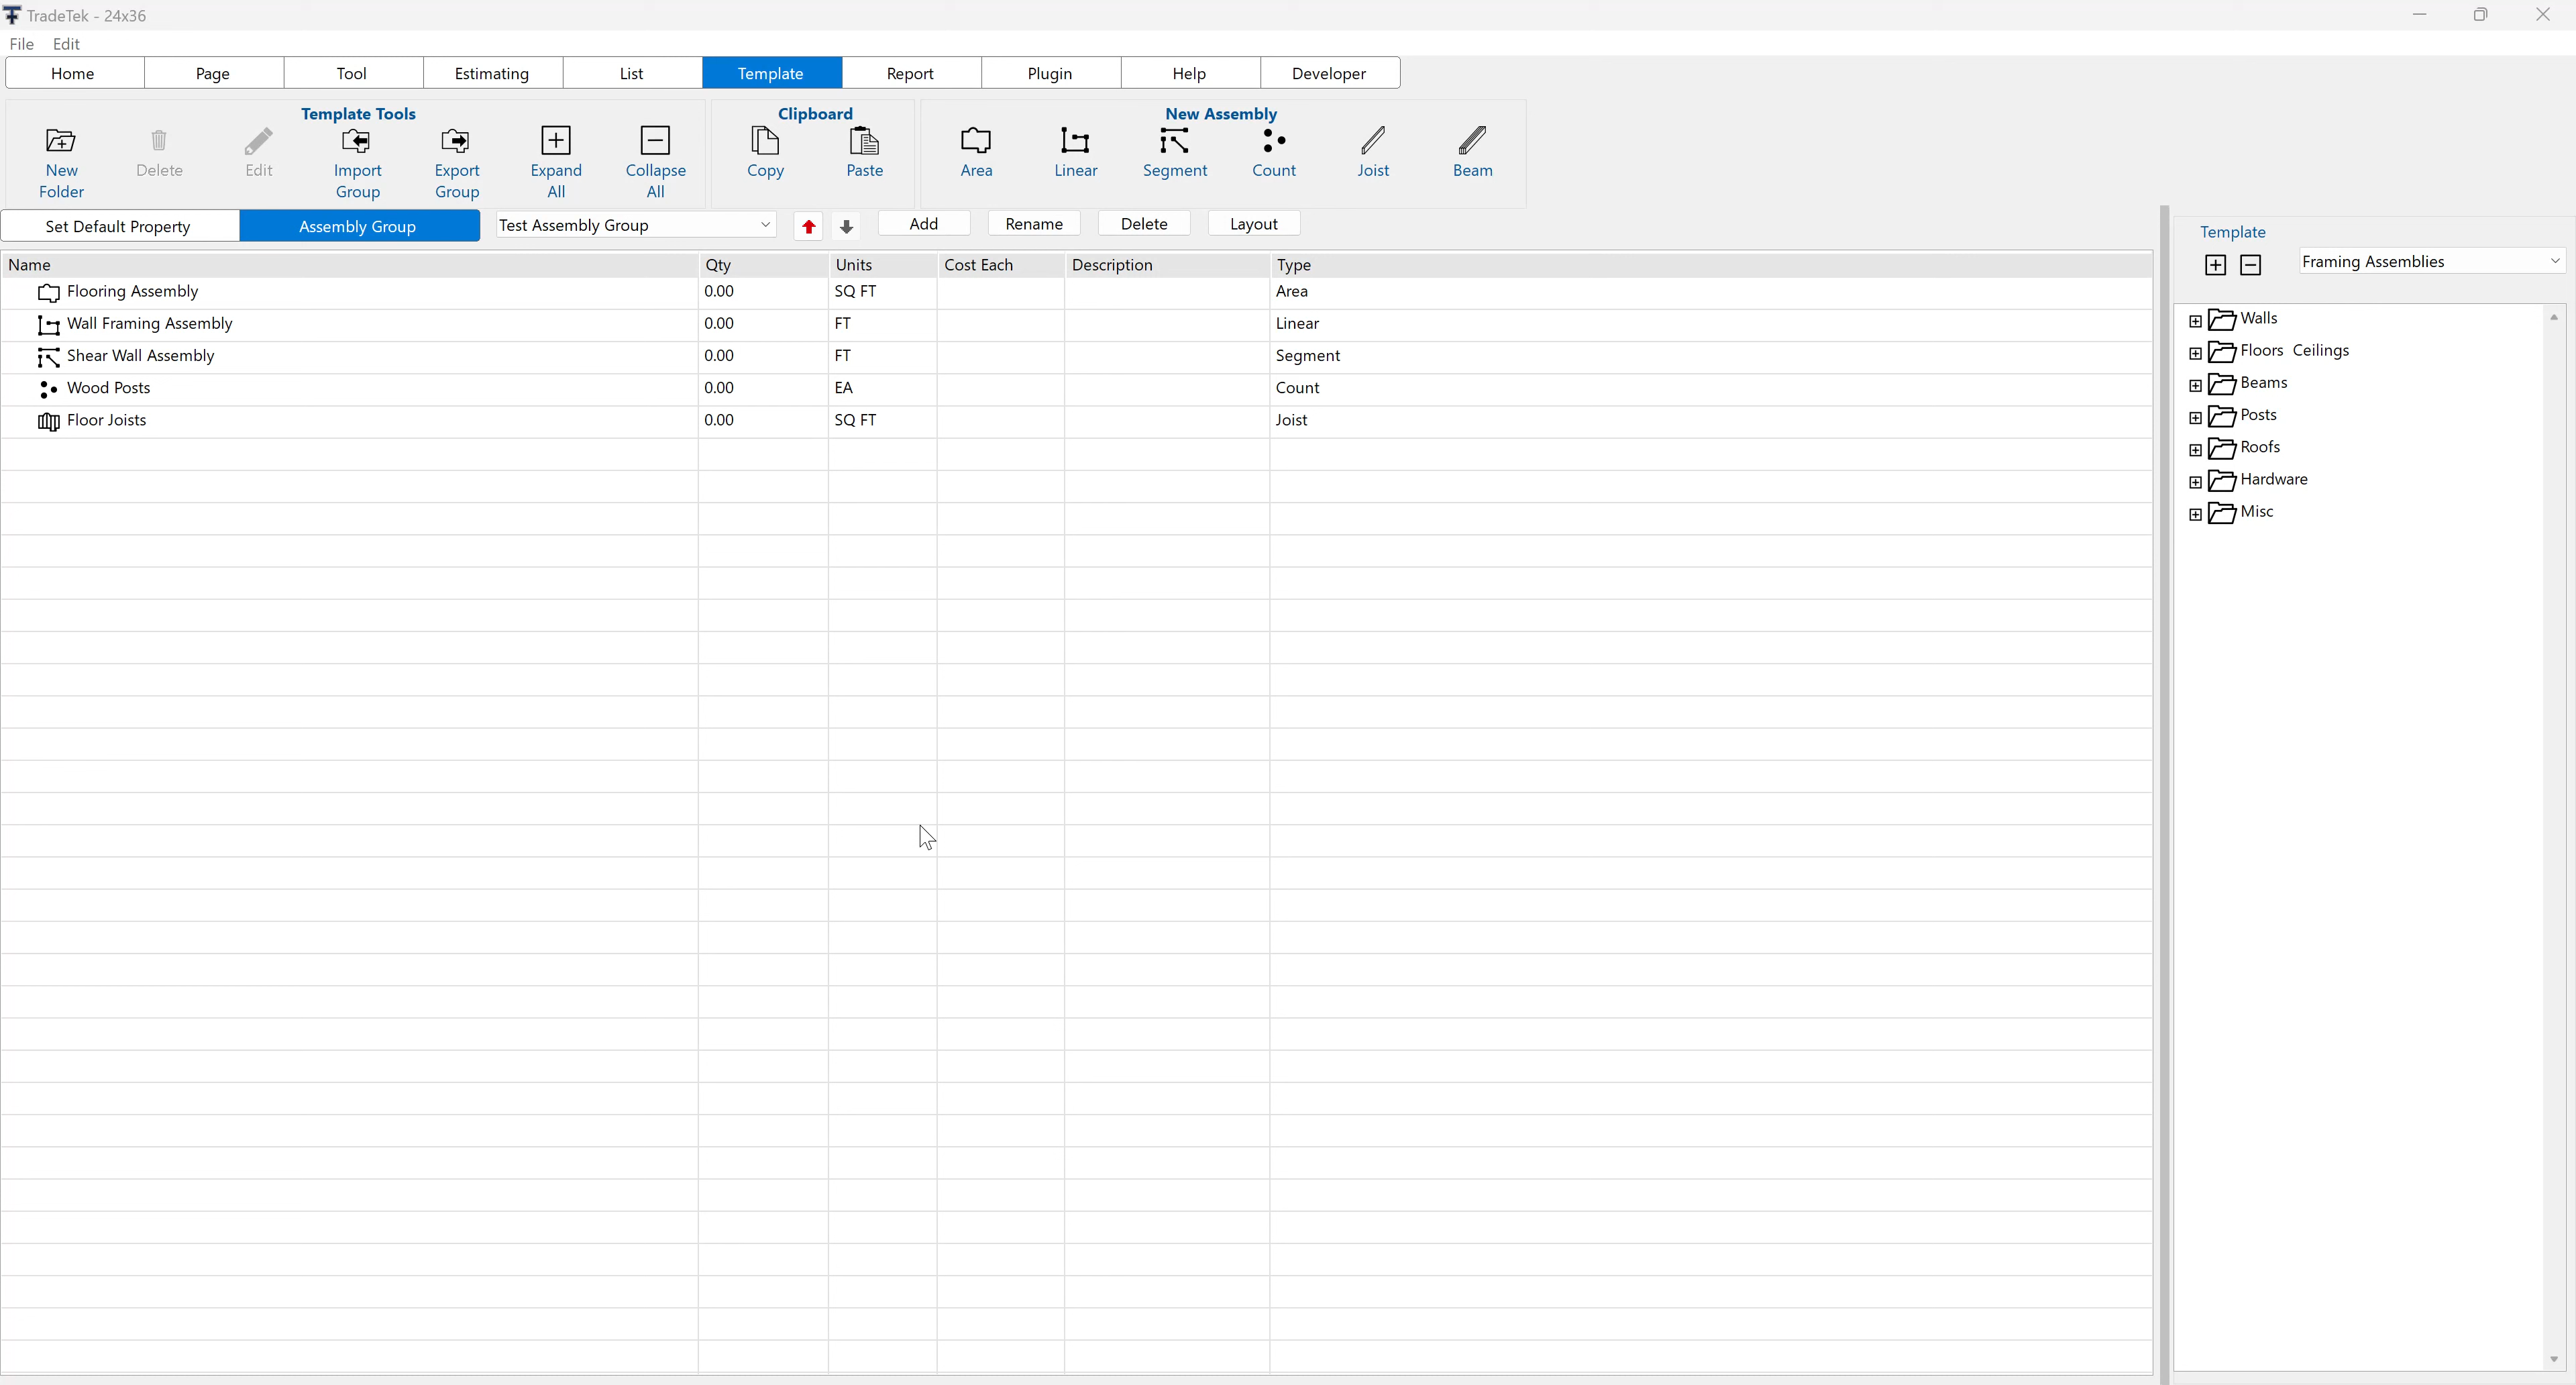 TradeTek - 24x36
File Edit
Home Page Tool Estimating List Template Report Plugin Help Developer
Template Tools Clipboard New Assembly
New Folder Delete Edit Import Group Export Group Expand All Collapse All Copy Paste Area Linear Segment Count Joist Beam
Set Default Property Assembly Group Test Assembly Group Add Rename Delete Layout
Name Qty Units Cost Each Description Type
Flooring Assembly 0.00 SQ FT Area
Wall Framing Assembly 0.00 FT Linear
Shear Wall Assembly 0.00 FT Segment
Wood Posts 0.00 EA Count
Floor Joists 0.00 SQ FT Joist
Template
Framing Assemblies
Walls
Floors Ceilings
Beams
Posts
Roofs
Hardware
Misc